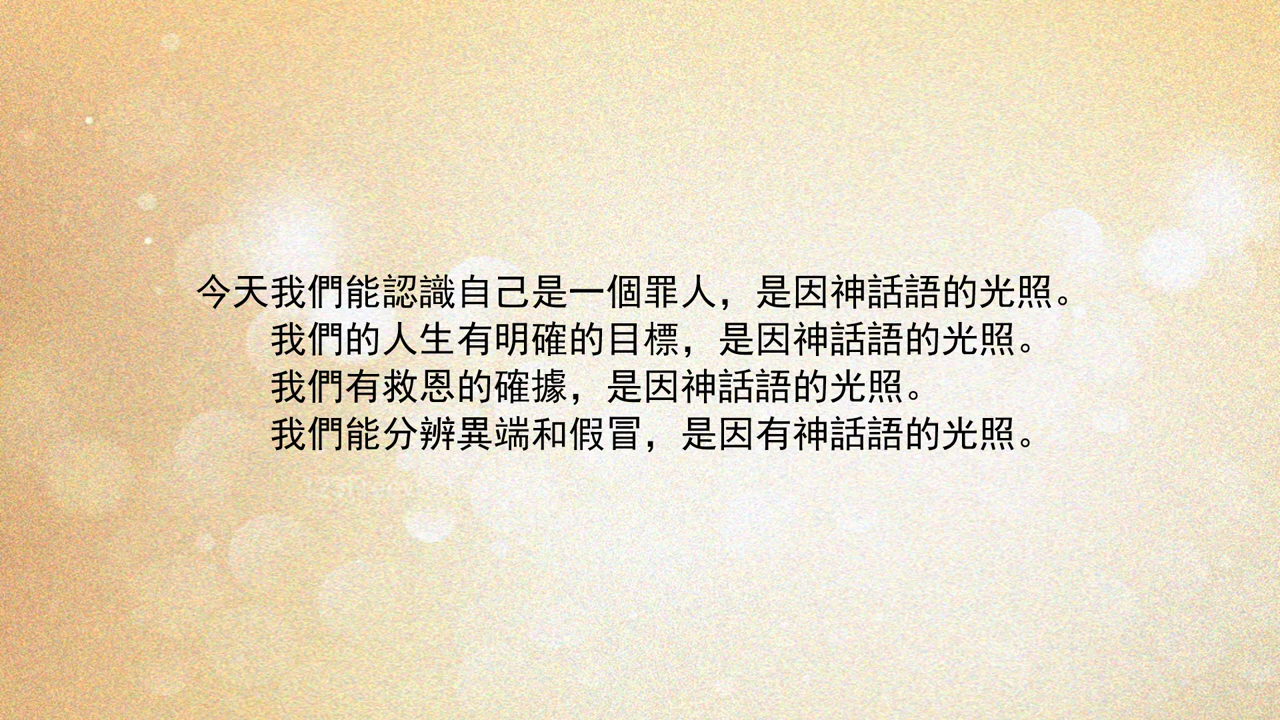 今天我們能認識自己是一個罪人，是因神話語的光照。
我們的人生有明確的目標，是因神話語的光照。
我們有救恩的確據，是因神話語的光照。
我們能分辨異端和假冒，是因有神話語的光照。